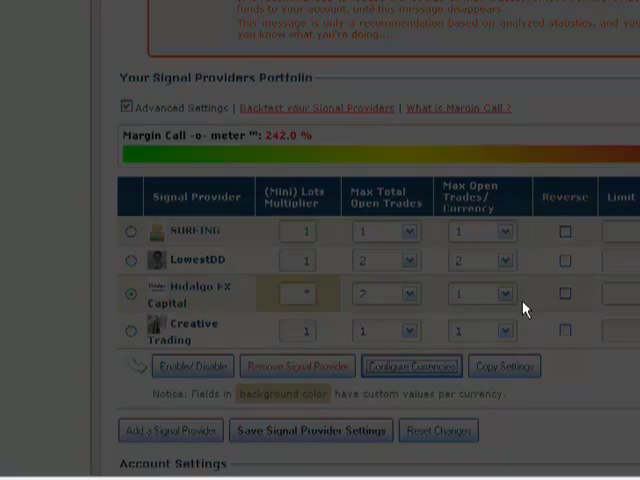 funds to your account, until this message disappears.
This message is only a recommendation based on analyzed statistics, and
you know what you're doing...
Your Signal Providers Portfolio
Advanced Settings | Backtest your Signal Providers | What is Margin Call ?
Margin Call -o- meter ™: 242.0 %
Signal Provider (Mini) Lots Multiplier Max Total Open Trades Max Open Trades/ Currency Reverse Limit
SURFING 1 1 1
LowestDD 1 2 2
Hidalgo FX Capital * 2 1
Creative Trading 1 1 1
Enable/ Disable Remove Signal Provider Configure Currencies Copy Settings
Notice: Fields in background color have custom values per currency.
Add a Signal Provider Save Signal Provider Settings Reset Changes
Account Settings